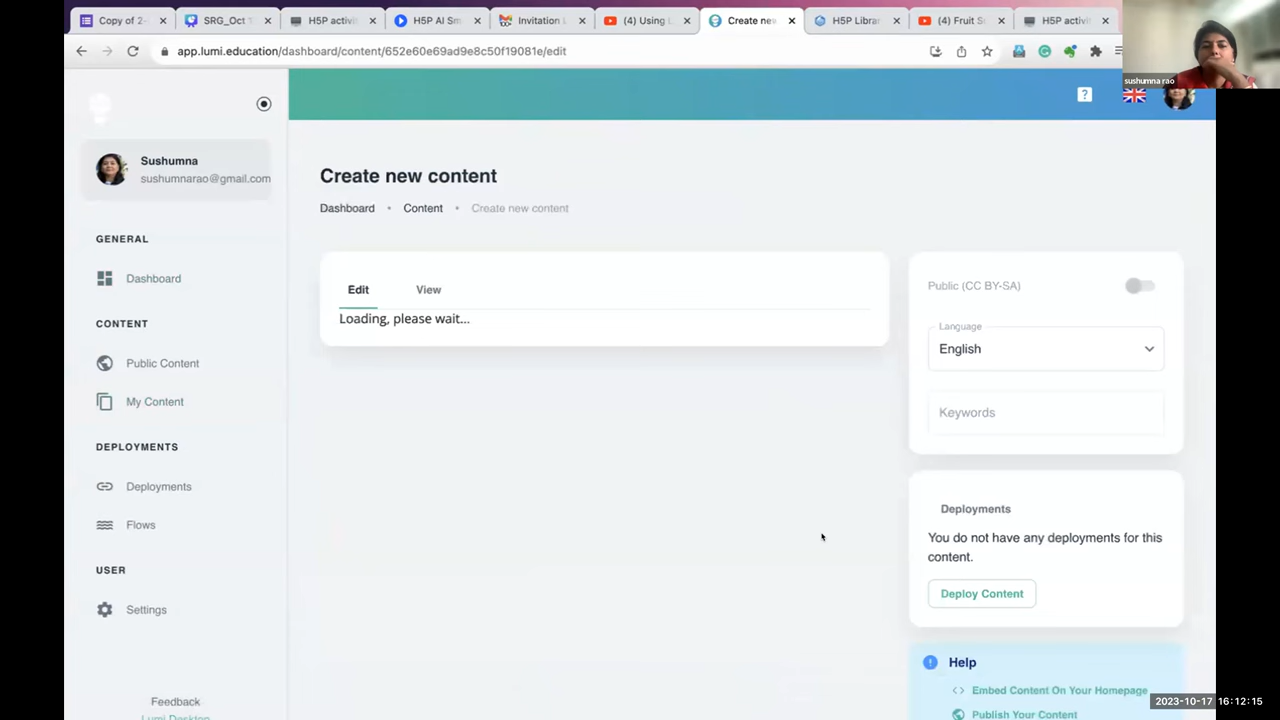 Copy of 2-
SRG_Oct T
H5P activi
H5P AI Sm
Invitation
(4) Using L
Create new
H5P Librar
(4) Fruit S
H5P activi
app.lumi.education/dashboard/content/652e60e69ad9e8c50f19081e/edit
sushumna rao
Sushumna
sushumnarao@gmail.com
GENERAL
Dashboard
CONTENT
Public Content
My Content
DEPLOYMENTS
Deployments
Flows
USER
Settings
Feedback
Lumi Desktop
Create new content
Dashboard • Content • Create new content
Edit View
Loading, please wait...
Public (CC BY-SA)
Language
English
Keywords
Deployments
You do not have any deployments for this
content.
Deploy Content
Help
Embed Content On Your Homepage
Publish Your Content
2023-10-17 16:12:15